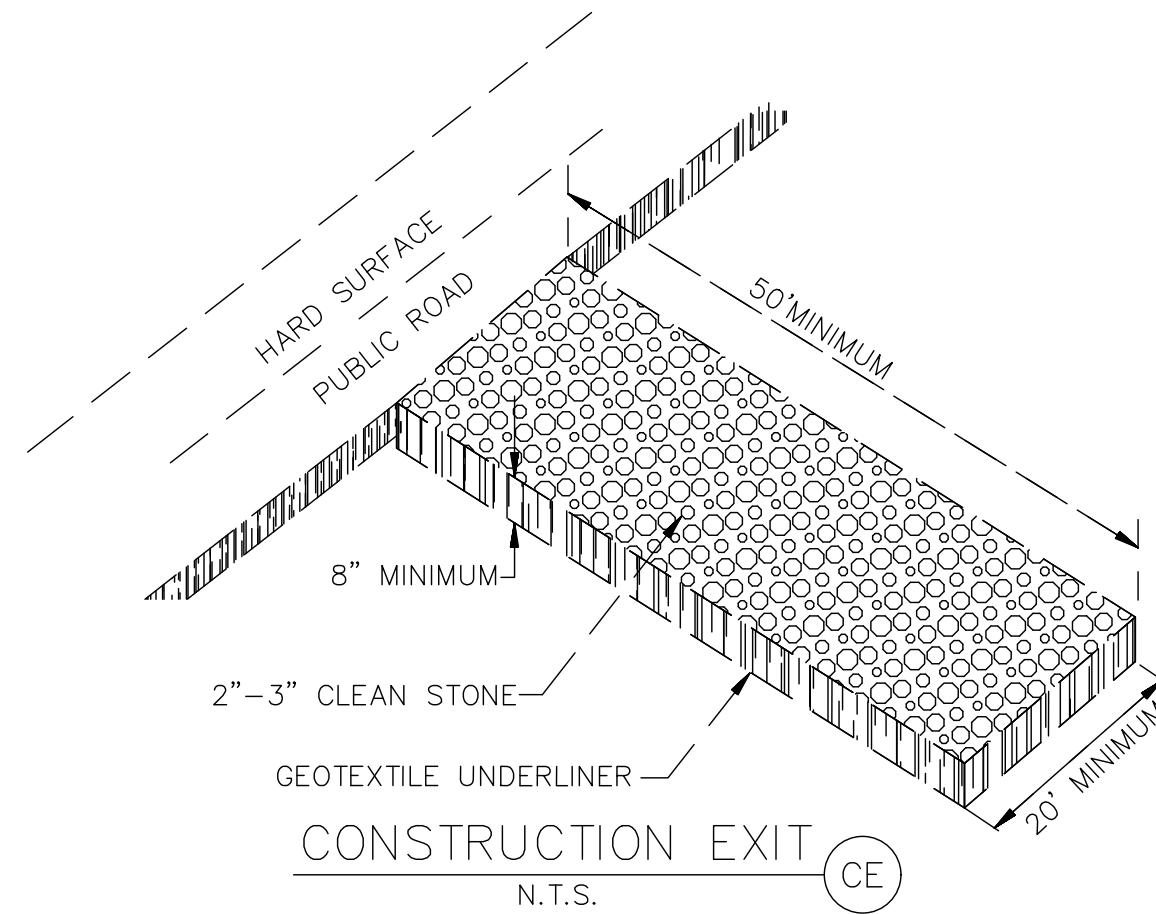 HARD SURFACE
PUBLIC ROAD
50'MINIMUM
8” MINIMUM
2”-3” CLEAN STONE
GEOTEXTILE UNDERLINER
20' MINIMUM
CONSTRUCTION EXIT
CE
N.T.S.